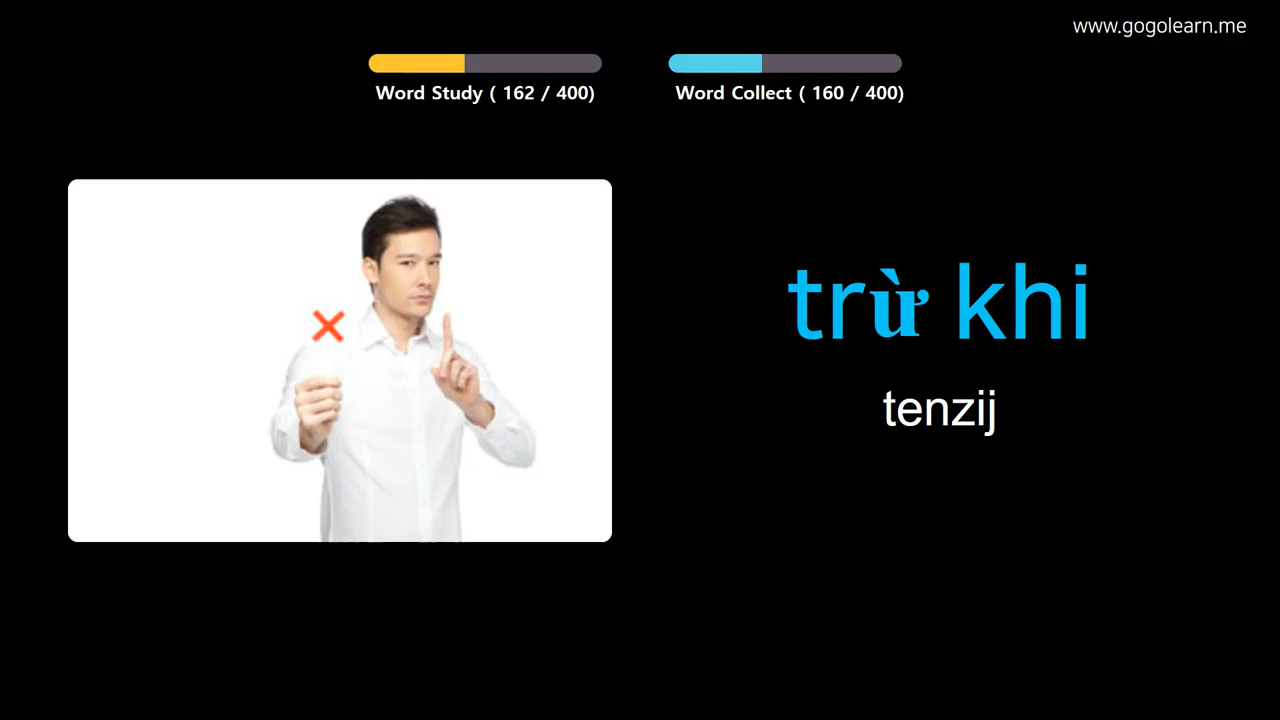 www.gogolearn.me
Word Study ( 162 / 400)
Word Collect ( 160 / 400)
trừ khi
tenzij